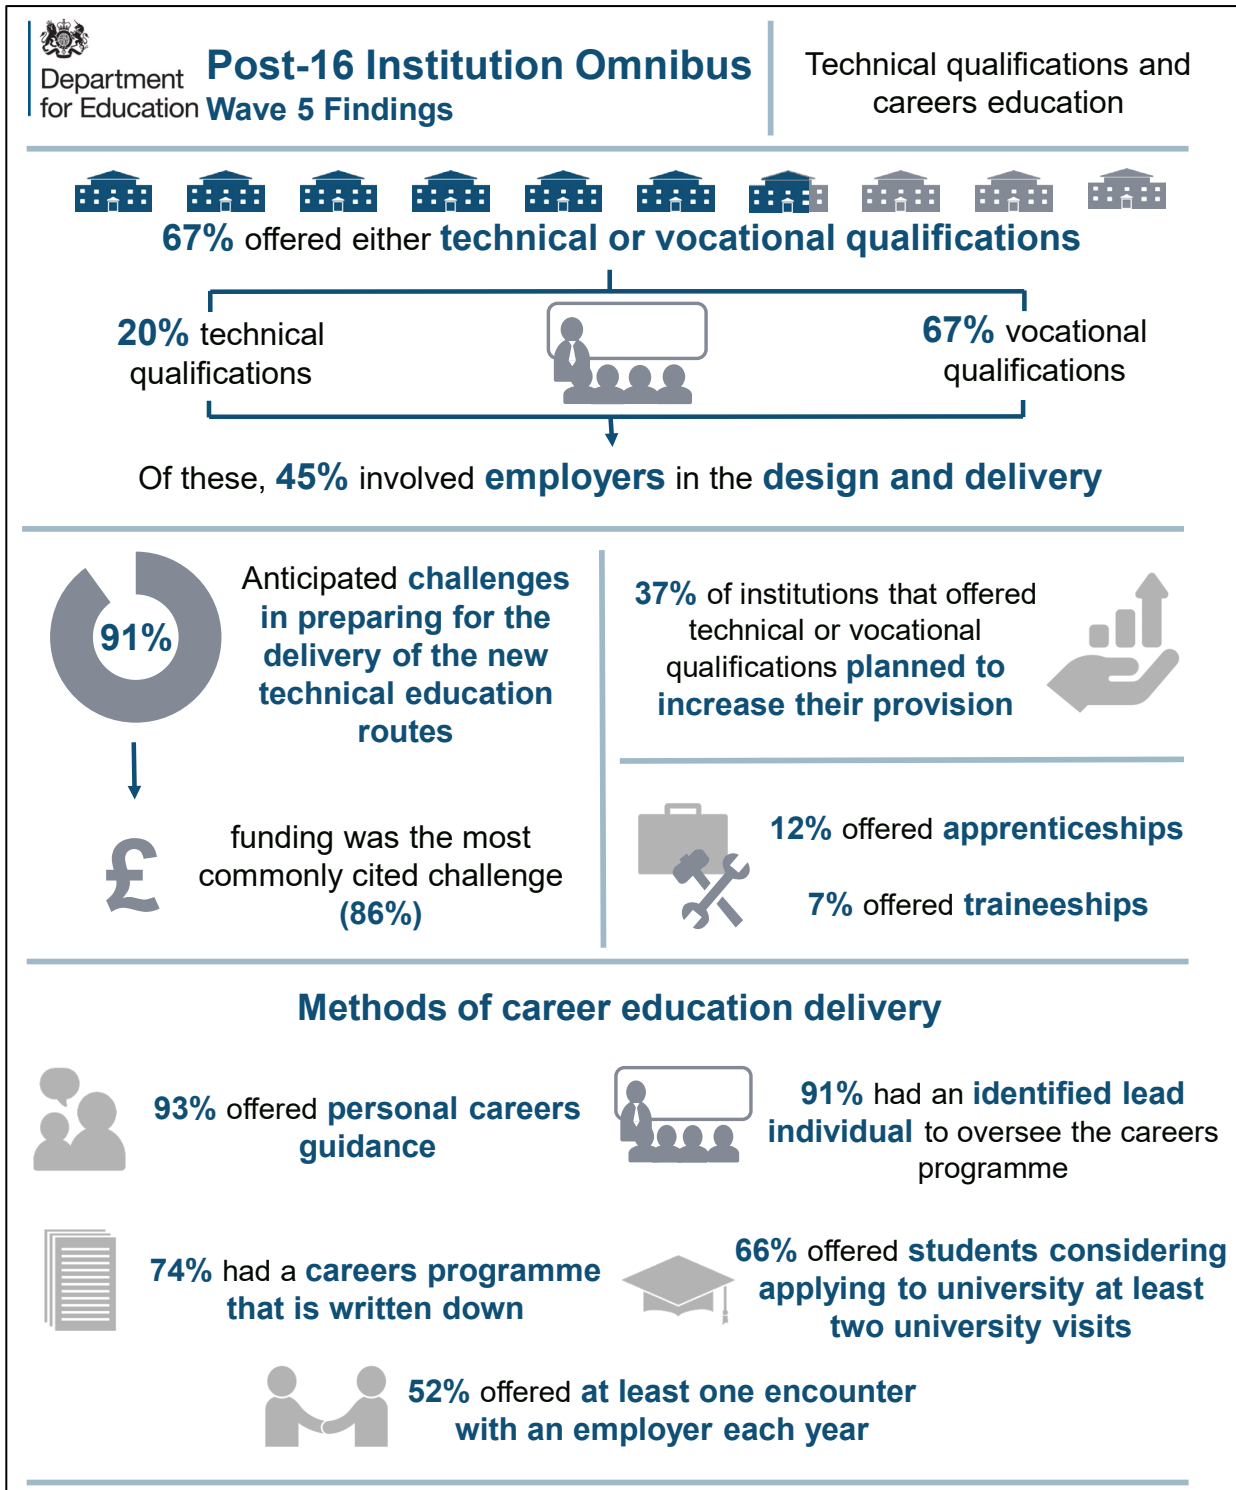 Department
for Education
Post-16 Institution Omnibus
Wave 5 Findings
Technical qualifications and
careers education
67% offered either technical or vocational qualifications
20% technical
qualifications
67% vocational
qualifications
Of these, 45% involved employers in the design and delivery
91%
Anticipated challenges
in preparing for the
delivery of the new
technical education
routes
£
funding was the most
commonly cited challenge
(86%)
37% of institutions that offered
technical or vocational
qualifications planned to
increase their provision
12% offered apprenticeships
7% offered traineeships
Methods of career education delivery
93% offered personal careers
guidance
91% had an identified lead
individual to oversee the careers
programme
74% had a careers programme
that is written down
66% offered students considering
applying to university at least
two university visits
52% offered at least one encounter
with an employer each year